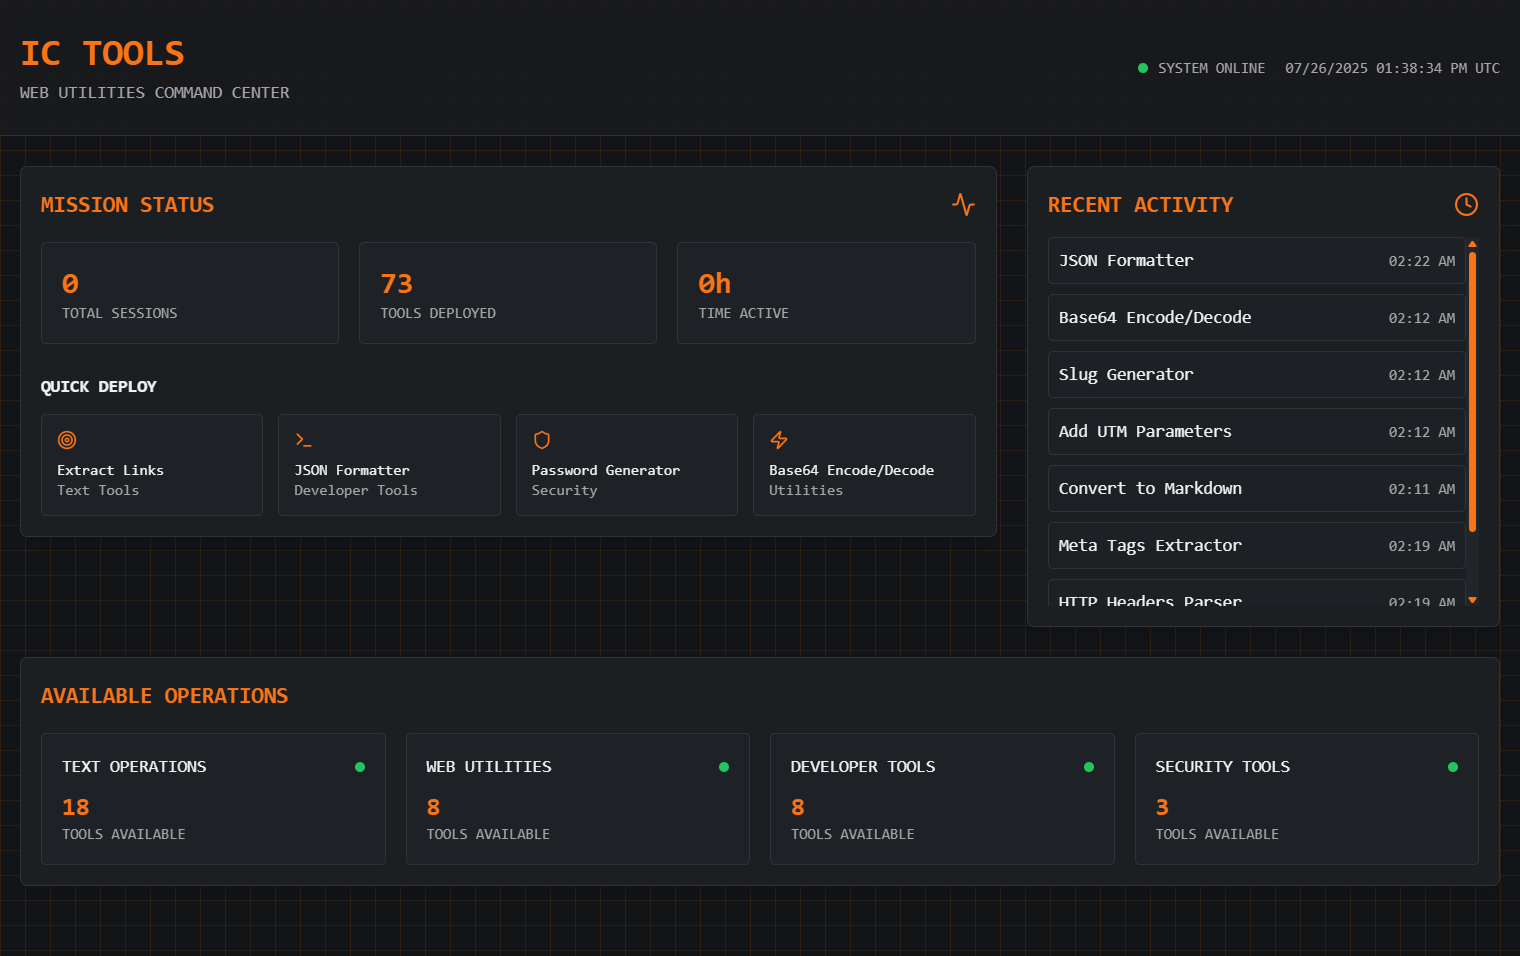 IC TOOLS
WEB UTILITIES COMMAND CENTER
SYSTEM ONLINE 07/26/2025 01:38:34 PM UTC
MISSION STATUS
0
TOTAL SESSIONS
73
TOOLS DEPLOYED
0h
TIME ACTIVE
QUICK DEPLOY
Extract Links
Text Tools
JSON Formatter
Developer Tools
Password Generator
Security
Base64 Encode/Decode
Utilities
RECENT ACTIVITY
JSON Formatter 02:22 AM
Base64 Encode/Decode 02:12 AM
Slug Generator 02:12 AM
Add UTM Parameters 02:12 AM
Convert to Markdown 02:11 AM
Meta Tags Extractor 02:19 AM
HTTP Headers Parser 02:19 AM
AVAILABLE OPERATIONS
TEXT OPERATIONS
18
TOOLS AVAILABLE
WEB UTILITIES
8
TOOLS AVAILABLE
DEVELOPER TOOLS
8
TOOLS AVAILABLE
SECURITY TOOLS
3
TOOLS AVAILABLE